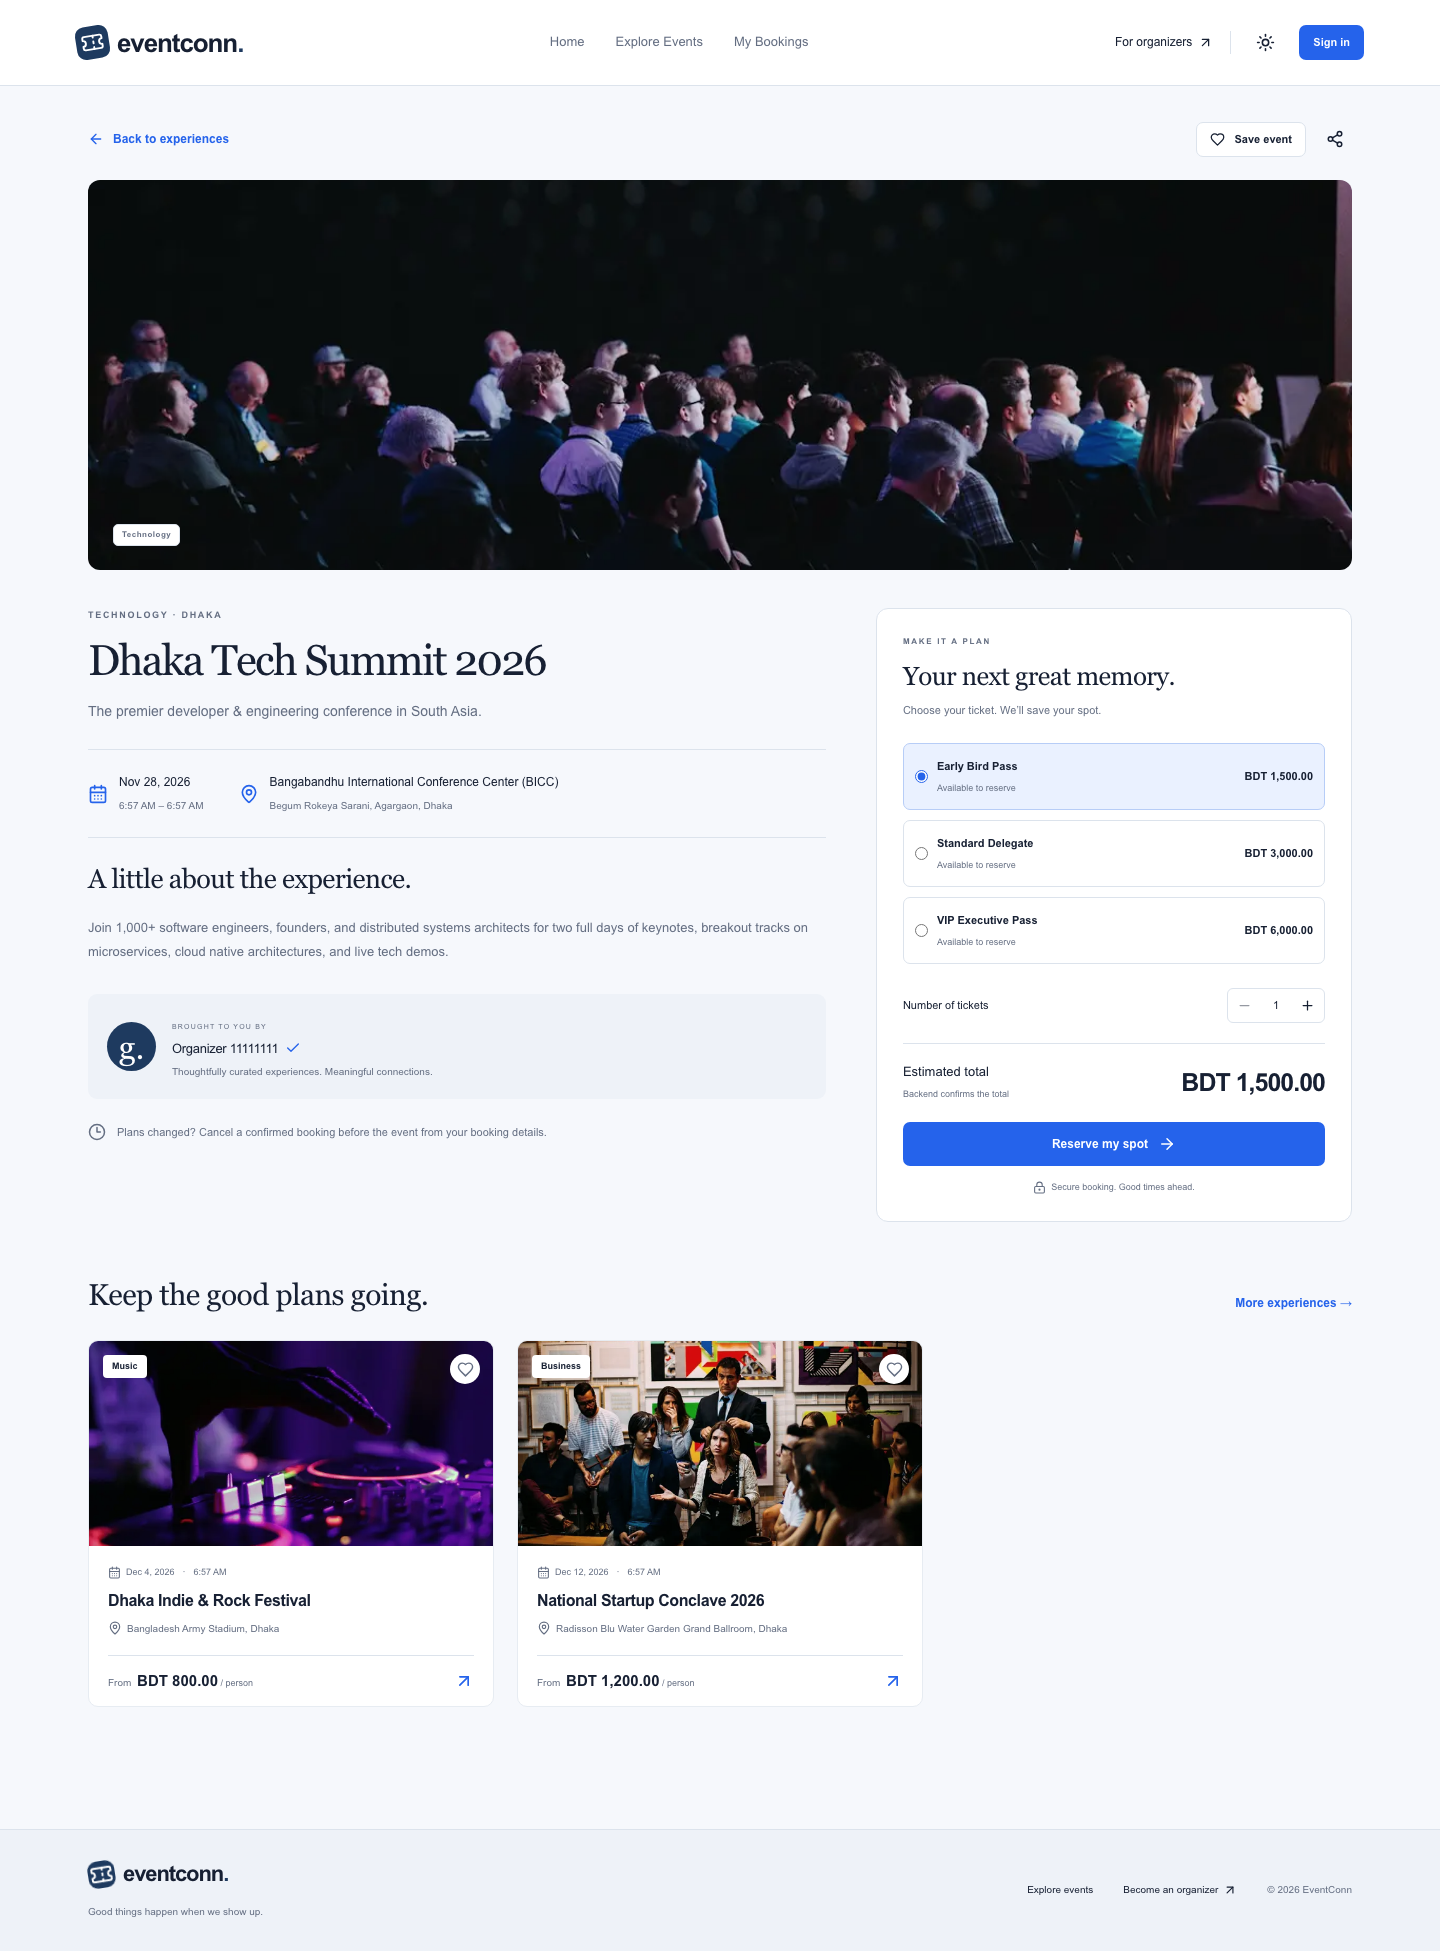 eventconn.
Home
Explore Events
My Bookings
For organizers
Sign in
Back to experiences
Save event
Technology
TECHNOLOGY · DHAKA
Dhaka Tech Summit 2026
The premier developer & engineering conference in South Asia.
Nov 28, 2026
6:57 AM – 6:57 AM
Bangabandhu International Conference Center (BICC)
Begum Rokeya Sarani, Agargaon, Dhaka
A little about the experience.
Join 1,000+ software engineers, founders, and distributed systems architects for two full days of keynotes, breakout tracks on
microservices, cloud native architectures, and live tech demos.
g.
BROUGHT TO YOU BY
Organizer 11111111
Thoughtfully curated experiences. Meaningful connections.
Plans changed? Cancel a confirmed booking before the event from your booking details.
MAKE IT A PLAN
Your next great memory.
Choose your ticket. We'll save your spot.
Early Bird Pass
Available to reserve
BDT 1,500.00
Standard Delegate
Available to reserve
BDT 3,000.00
VIP Executive Pass
Available to reserve
BDT 6,000.00
Number of tickets
1
Estimated total
Backend confirms the total
BDT 1,500.00
Reserve my spot
Secure booking. Good times ahead.
Keep the good plans going.
More experiences →
Music
Dec 4, 2026 · 6:57 AM
Dhaka Indie & Rock Festival
Bangladesh Army Stadium, Dhaka
From BDT 800.00 / person
Business
Dec 12, 2026 · 6:57 AM
National Startup Conclave 2026
Radisson Blu Water Garden Grand Ballroom, Dhaka
From BDT 1,200.00 / person
eventconn.
Good things happen when we show up.
Explore events
Become an organizer
© 2026 EventConn